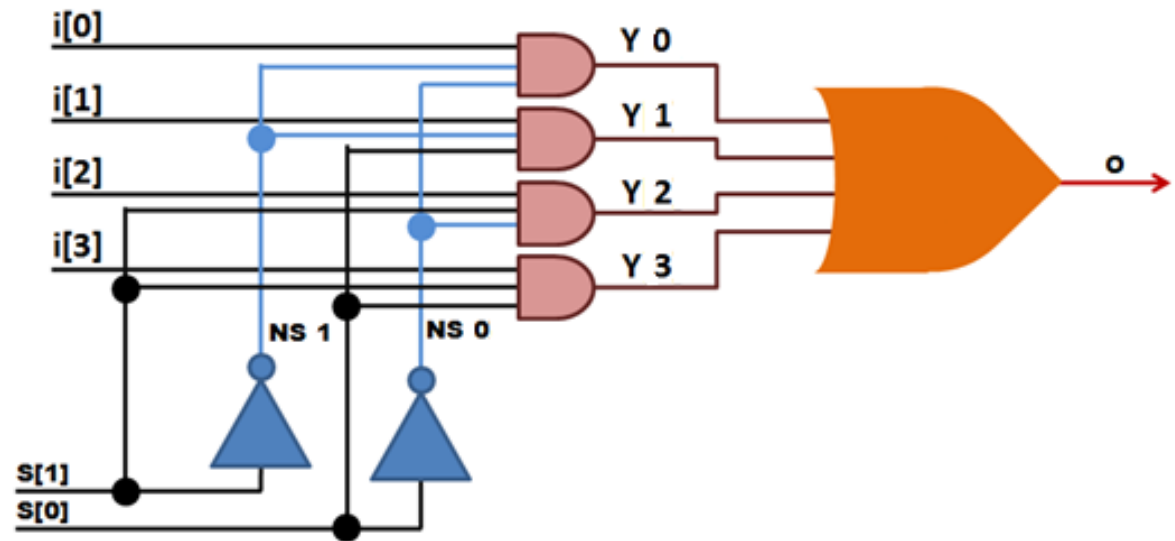 i[0]
Y 0
i[1]
Y 1
i[2]
Y 2
i[3]
Y 3
o
NS 1
NS 0
S[1]
S[0]